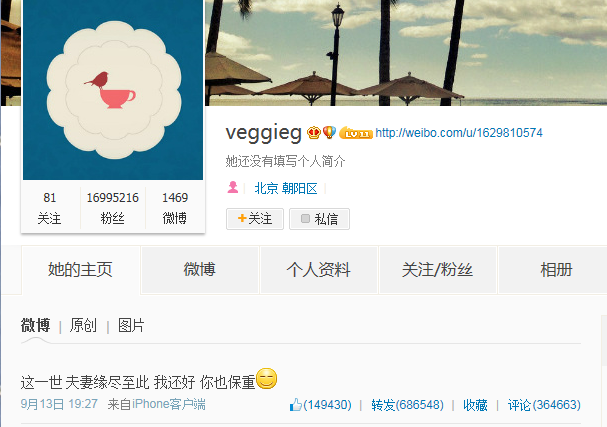 veggieg LV 11 http://weibo.com/u/1629810574
她还没有填写个人简介
北京 朝阳区
81 16995216 1469
关注 粉丝 微博
+关注 私信
她的主页 微博 个人资料 关注/粉丝 相册
微博 | 原创 | 图片
这一世 夫妻缘尽至此 我还好 你也保重
9月13日 19:27 来自iPhone客户端 (149430) | 转发(686548) | 收藏 | 评论(364663)